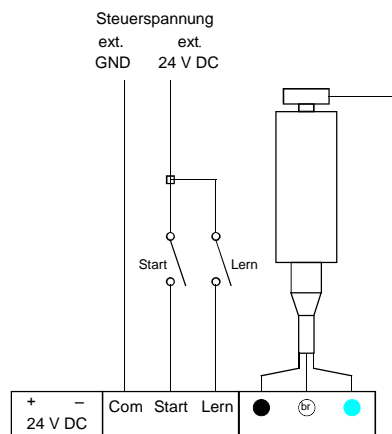 Steuerspannung
ext. ext.
GND 24 V DC
Start Lern
+ – Com Start Lern br
24 V DC